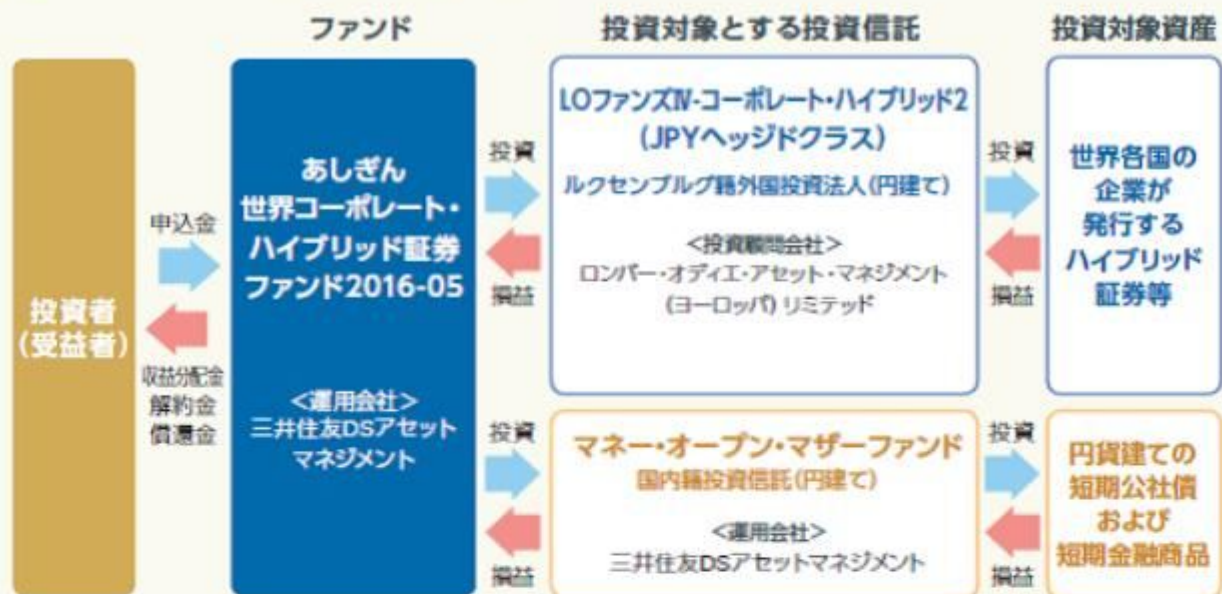 ファンド
投資対象とする投資信託
投資対象資産
投資者
(受益者)
申込金
収益分配金
解約金
償還金
あしぎん
世界コーポレート・
ハイブリッド証券
ファンド2016-05
<運用会社>
三井住友DSアセット
マネジメント
投資
損益
LOファンズⅣ-コーポレート・ハイブリッド2
(JPYヘッジドクラス)
ルクセンブルグ籍外国投資法人(円建て)
<投資顧問会社>
ロンバー・オディエ・アセット・マネジメント
(ヨーロッパ)リミテッド
投資
損益
世界各国の
企業が
発行する
ハイブリッド
証券等
投資
損益
マネー・オープン・マザーファンド
国内籍投資信託(円建て)
<運用会社>
三井住友DSアセットマネジメント
投資
損益
円貨建ての
短期公社債
および
短期金融商品